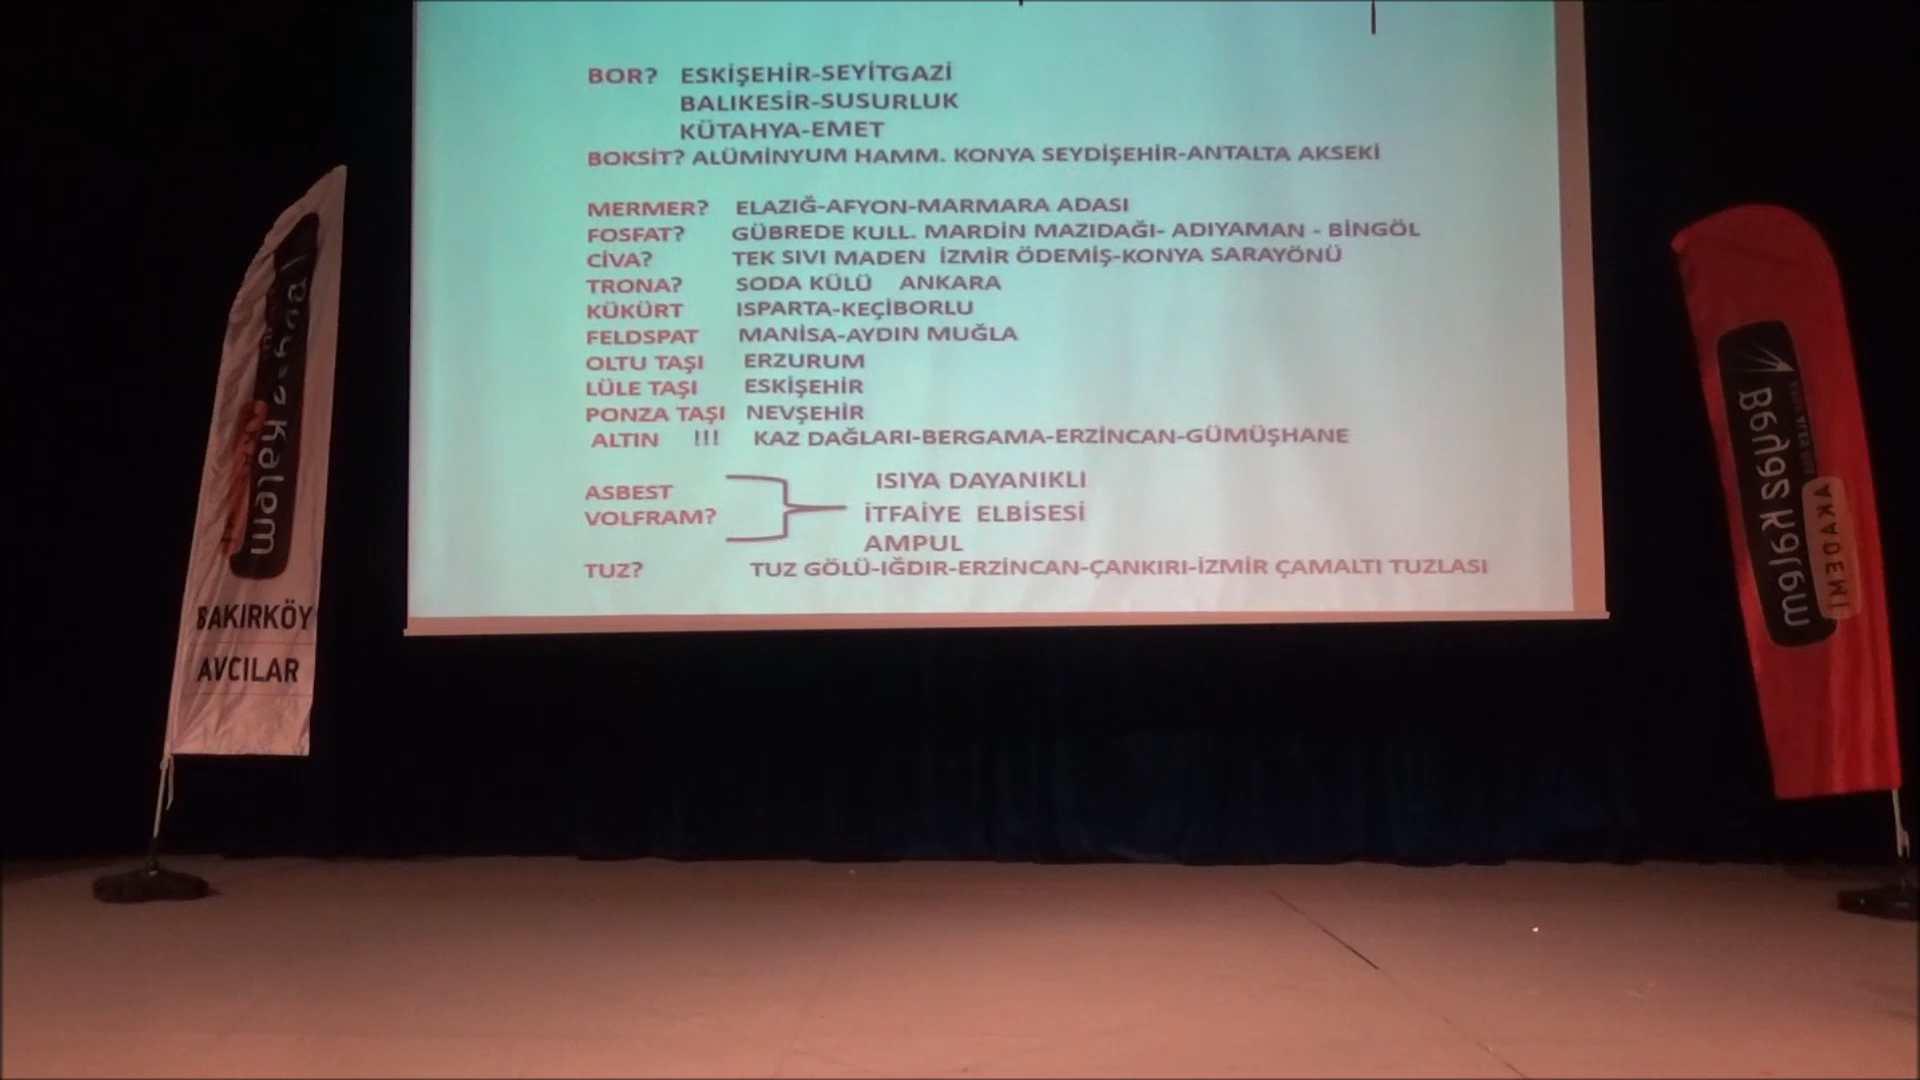 BOR? ESKİŞEHİR-SEYİTGAZİ
BALIKESİR-SUSURLUK
KÜTAHYA-EMET
BOKSİT? ALÜMİNYUM HAMM. KONYA SEYDİŞEHİR-ANTALTA AKSEKİ
MERMER? ELAZIĞ-AFYON-MARMARA ADASI
FOSFAT? GÜBREDE KULL. MARDİN MAZIDAĞI- ADIYAMAN - BİNGÖL
CİVA? TEK SIVI MADEN İZMİR ÖDEMİŞ-KONYA SARAYÖNÜ
TRONA? SODA KÜLÜ ANKARA
KÜKÜRT ISPARTA-KEÇİBORLU
FELDSPAT MANİSA-AYDIN MUĞLA
OLTU TAŞI ERZURUM
LÜLE TAŞI ESKİŞEHİR
PONZA TAŞI NEVŞEHİR
ALTIN !!! KAZ DAĞLARI-BERGAMA-ERZİNCAN-GÜMÜŞHANE
ASBEST
VOLFRAM?
ISIYA DAYANIKLI
İTFAİYE ELBİSESİ
AMPUL
TUZ? TUZ GÖLÜ-IĞDIR-ERZİNCAN-ÇANKIRI-İZMİR ÇAMALTI TUZLASI
Beyaz Kalem
BAKIRKÖY
AVCILAR
Beyaz Kalem
AKADEMİ